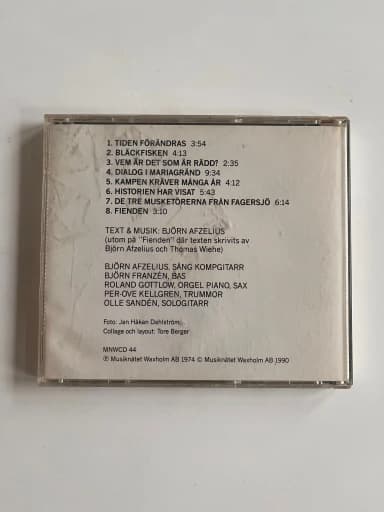 1. TIDEN FÖRÄNDRAS 3:54
2. BLÄCKFISKEN 4:13
3. VEM ÄR DET SOM ÄR RÄDD? 2:35
4. DIALOG I MARIAGRÄND 9:34
5. KAMPEN KRÄVER MÅNGA ÅR 4:12
6. HISTORIEN HAR VISAT 5:43
7. DE TRE MUSKETÖRERNA FRÅN FAGERSJÖ 6:14
8. FIENDEN 3:10
TEXT & MUSIK: BJÖRN AFZELIUS
(utom på "Fienden" där texten skrivits av
Björn Afzelius och Thomas Wiehe)
BJÖRN AFZELIUS, SÅNG KOMPGITARR
BJÖRN FRANZÉN, BAS
ROLAND GOTTLOW, ORGEL PIANO, SAX
PER-OVE KELLGREN, TRUMMOR
OLLE SANDÉN, SOLOGITARR
Foto: Jan Håkan Dahlström;
Collage och layout: Tore Berger
MNWCD 44
℗ Musiknätet Waxholm AB 1974 © Musiknätet Waxholm AB 1990